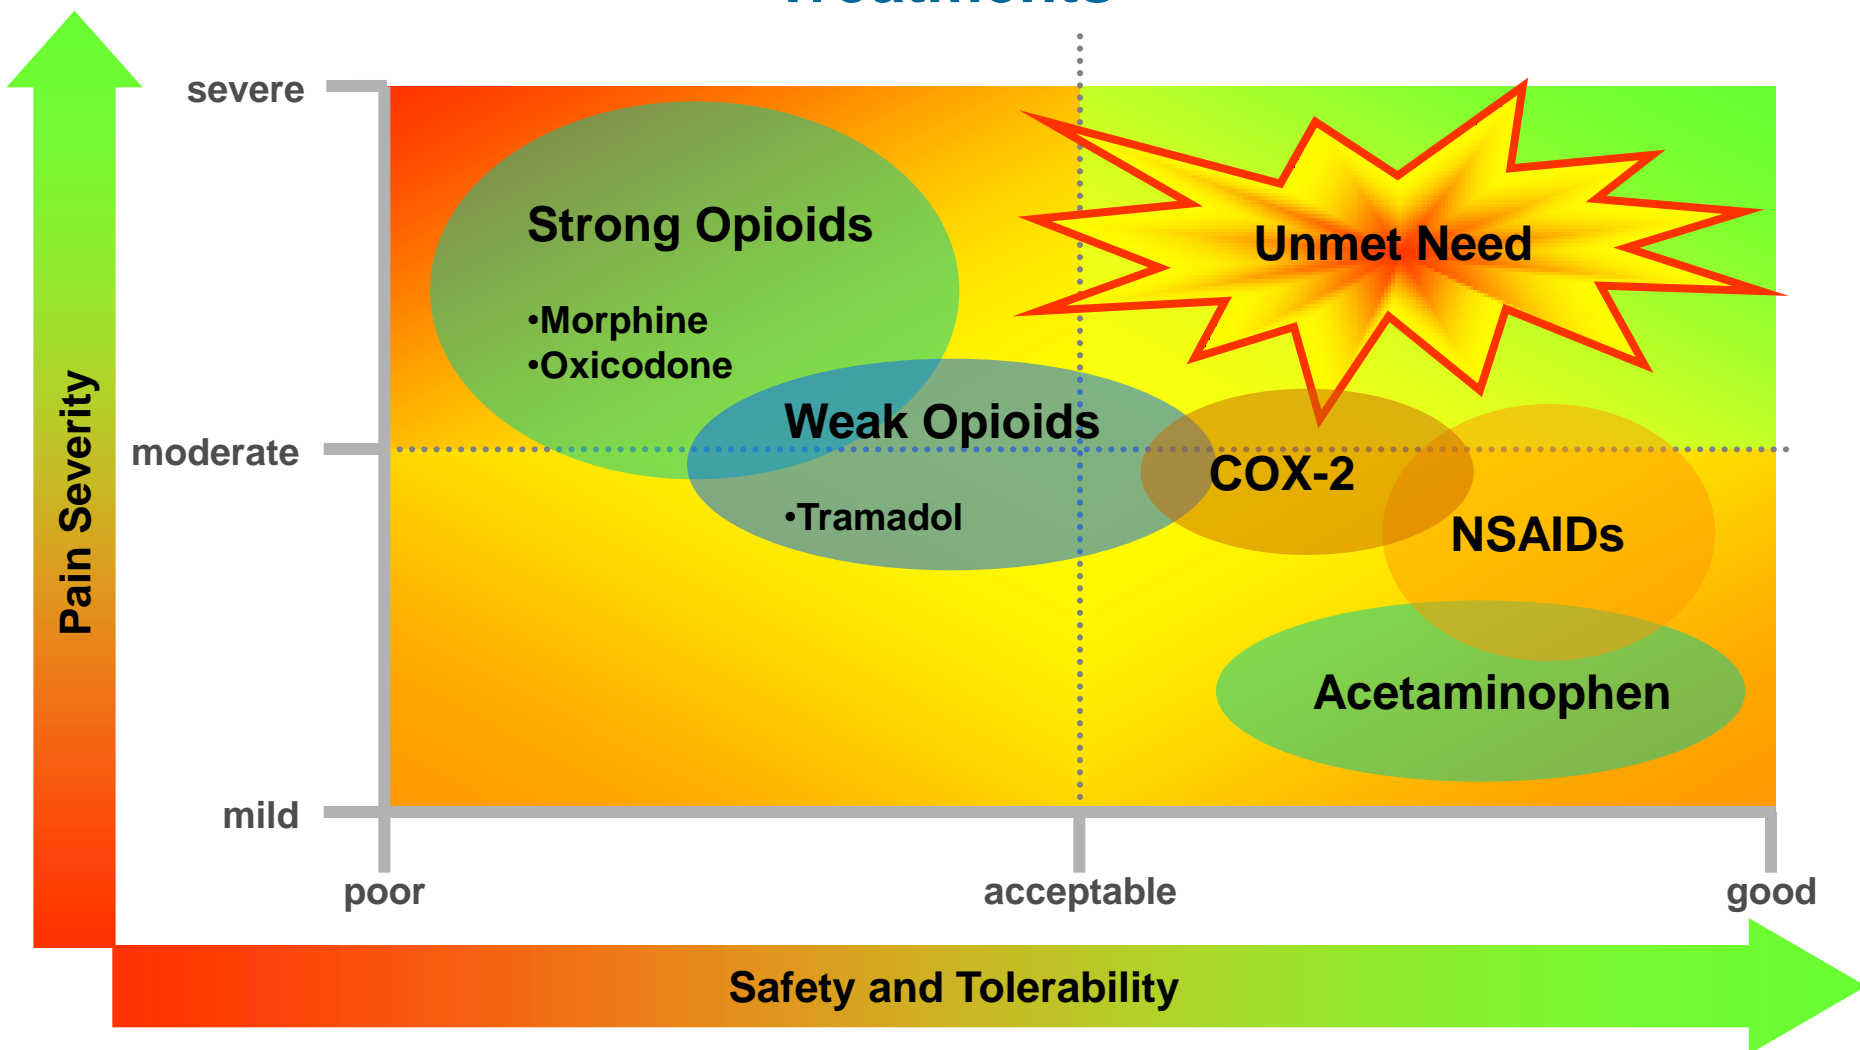 Treatments
severe
Strong Opioids
Unmet Need
•Morphine
•Oxicodone
Weak Opioids
moderate
COX-2
Pain Severity
•Tramadol
NSAIDs
Acetaminophen
mild
poor
acceptable
good
Safety and Tolerability